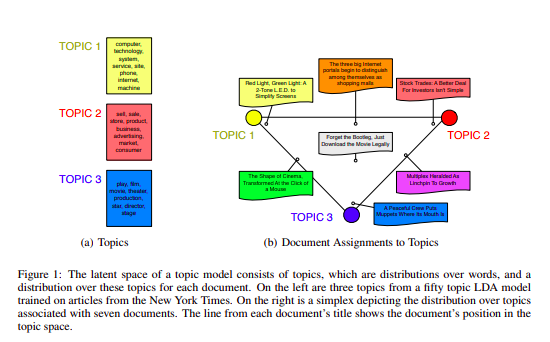 TOPIC 1
computer,
technology,
system,
service, site,
phone,
internet,
machine
TOPIC 2
sell, sale,
store, product,
business,
advertising,
market,
consumer
TOPIC 3
play, film,
movie, theater,
production,
star, director,
stage
(a) Topics
Red Light, Green Light: A
2-Tone L.E.D. to
Simplify Screens
The three big Internet
portals begin to distinguish
among themselves as
shopping malls
Stock Trades: A Better Deal
For Investors Isn't Simple
TOPIC 1
TOPIC 2
Forget the Bootleg, Just
Download the Movie Legally
The Shape of Cinema,
Transformed At the Click of
a Mouse
Multiplex Heralded As
Linchpin To Growth
TOPIC 3
A Peaceful Crew Puts
Muppets Where Its Mouth Is
(b) Document Assignments to Topics
Figure 1: The latent space of a topic model consists of topics, which are distributions over words, and a
distribution over these topics for each document. On the left are three topics from a fifty topic LDA model
trained on articles from the New York Times. On the right is a simplex depicting the distribution over topics
associated with seven documents. The line from each document's title shows the document's position in the
topic space.